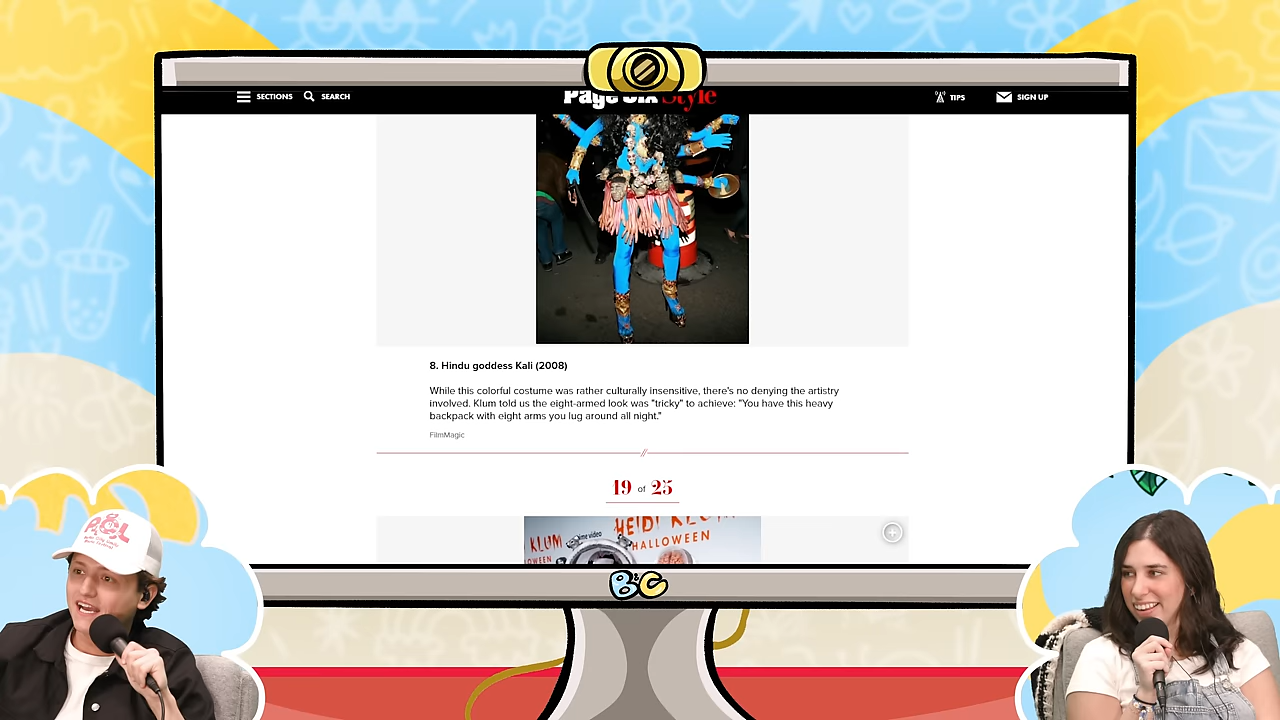 SECTIONS SEARCH
Page Six Style
TIPS SIGN UP
8. Hindu goddess Kali (2008)
While this colorful costume was rather culturally insensitive, there's no denying the artistry
involved. Klum told us the eight-armed look was "tricky" to achieve: "You have this heavy
backpack with eight arms you lug around all night."
FilmMagic
19 of 25
KLUM
HEIDI KLUM
HALLOWEEN
B&C